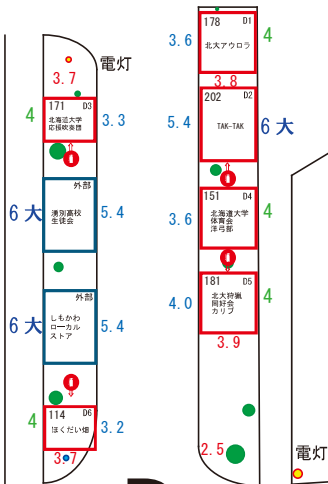 電灯
3.7
171 D3
北海道大学
応援吹奏団
4
3.3
外部
湧別高校
生徒会
6 大
5.4
外部
しもかわ
ローカル
ストア
6 大
5.4
114 D6
ほくだい畑
4
3.2
3.7
178 D1
北大アウロラ
3.6
4
3.8
202 D2
TAK-TAK
5.4
6 大
151 D4
北海道大学
体育会
洋弓部
3.6
4
181 D5
北大狩猟
同好会
カリプ
4.0
4
3.9
2.5
電灯